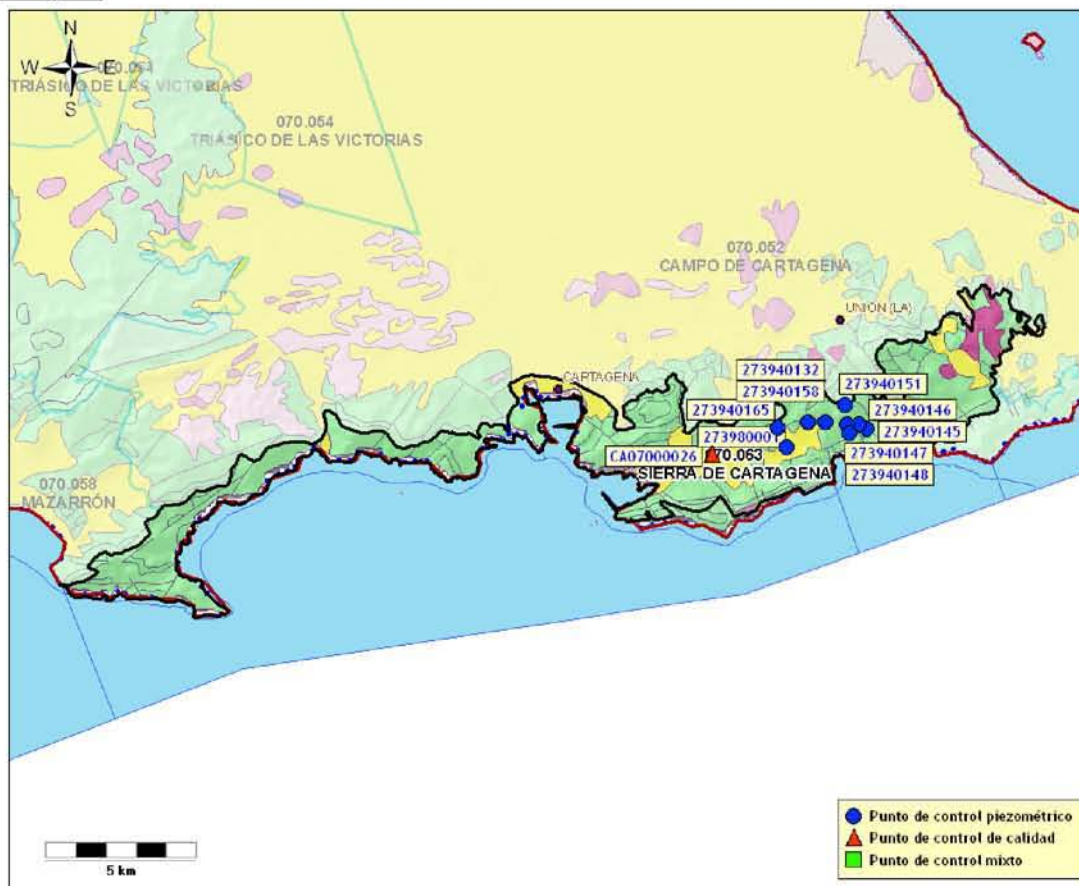 N
W E
S
070.051
TRIÁSICO DE LAS VICTORIAS
070.054
TRIÁSICO DE LAS VICTORIAS
070.052
CAMPO DE CARTAGENA
UNION (LA)
CARTAGENA
273940132
273940158
273940151
273940165
273940146
273940145
CA07000026
070.063
SIERRA DE CARTAGENA
273940147
273940148
070.058
MAZARRÓN
5 km
Punto de control piezométrico
Punto de control de calidad
Punto de control mixto